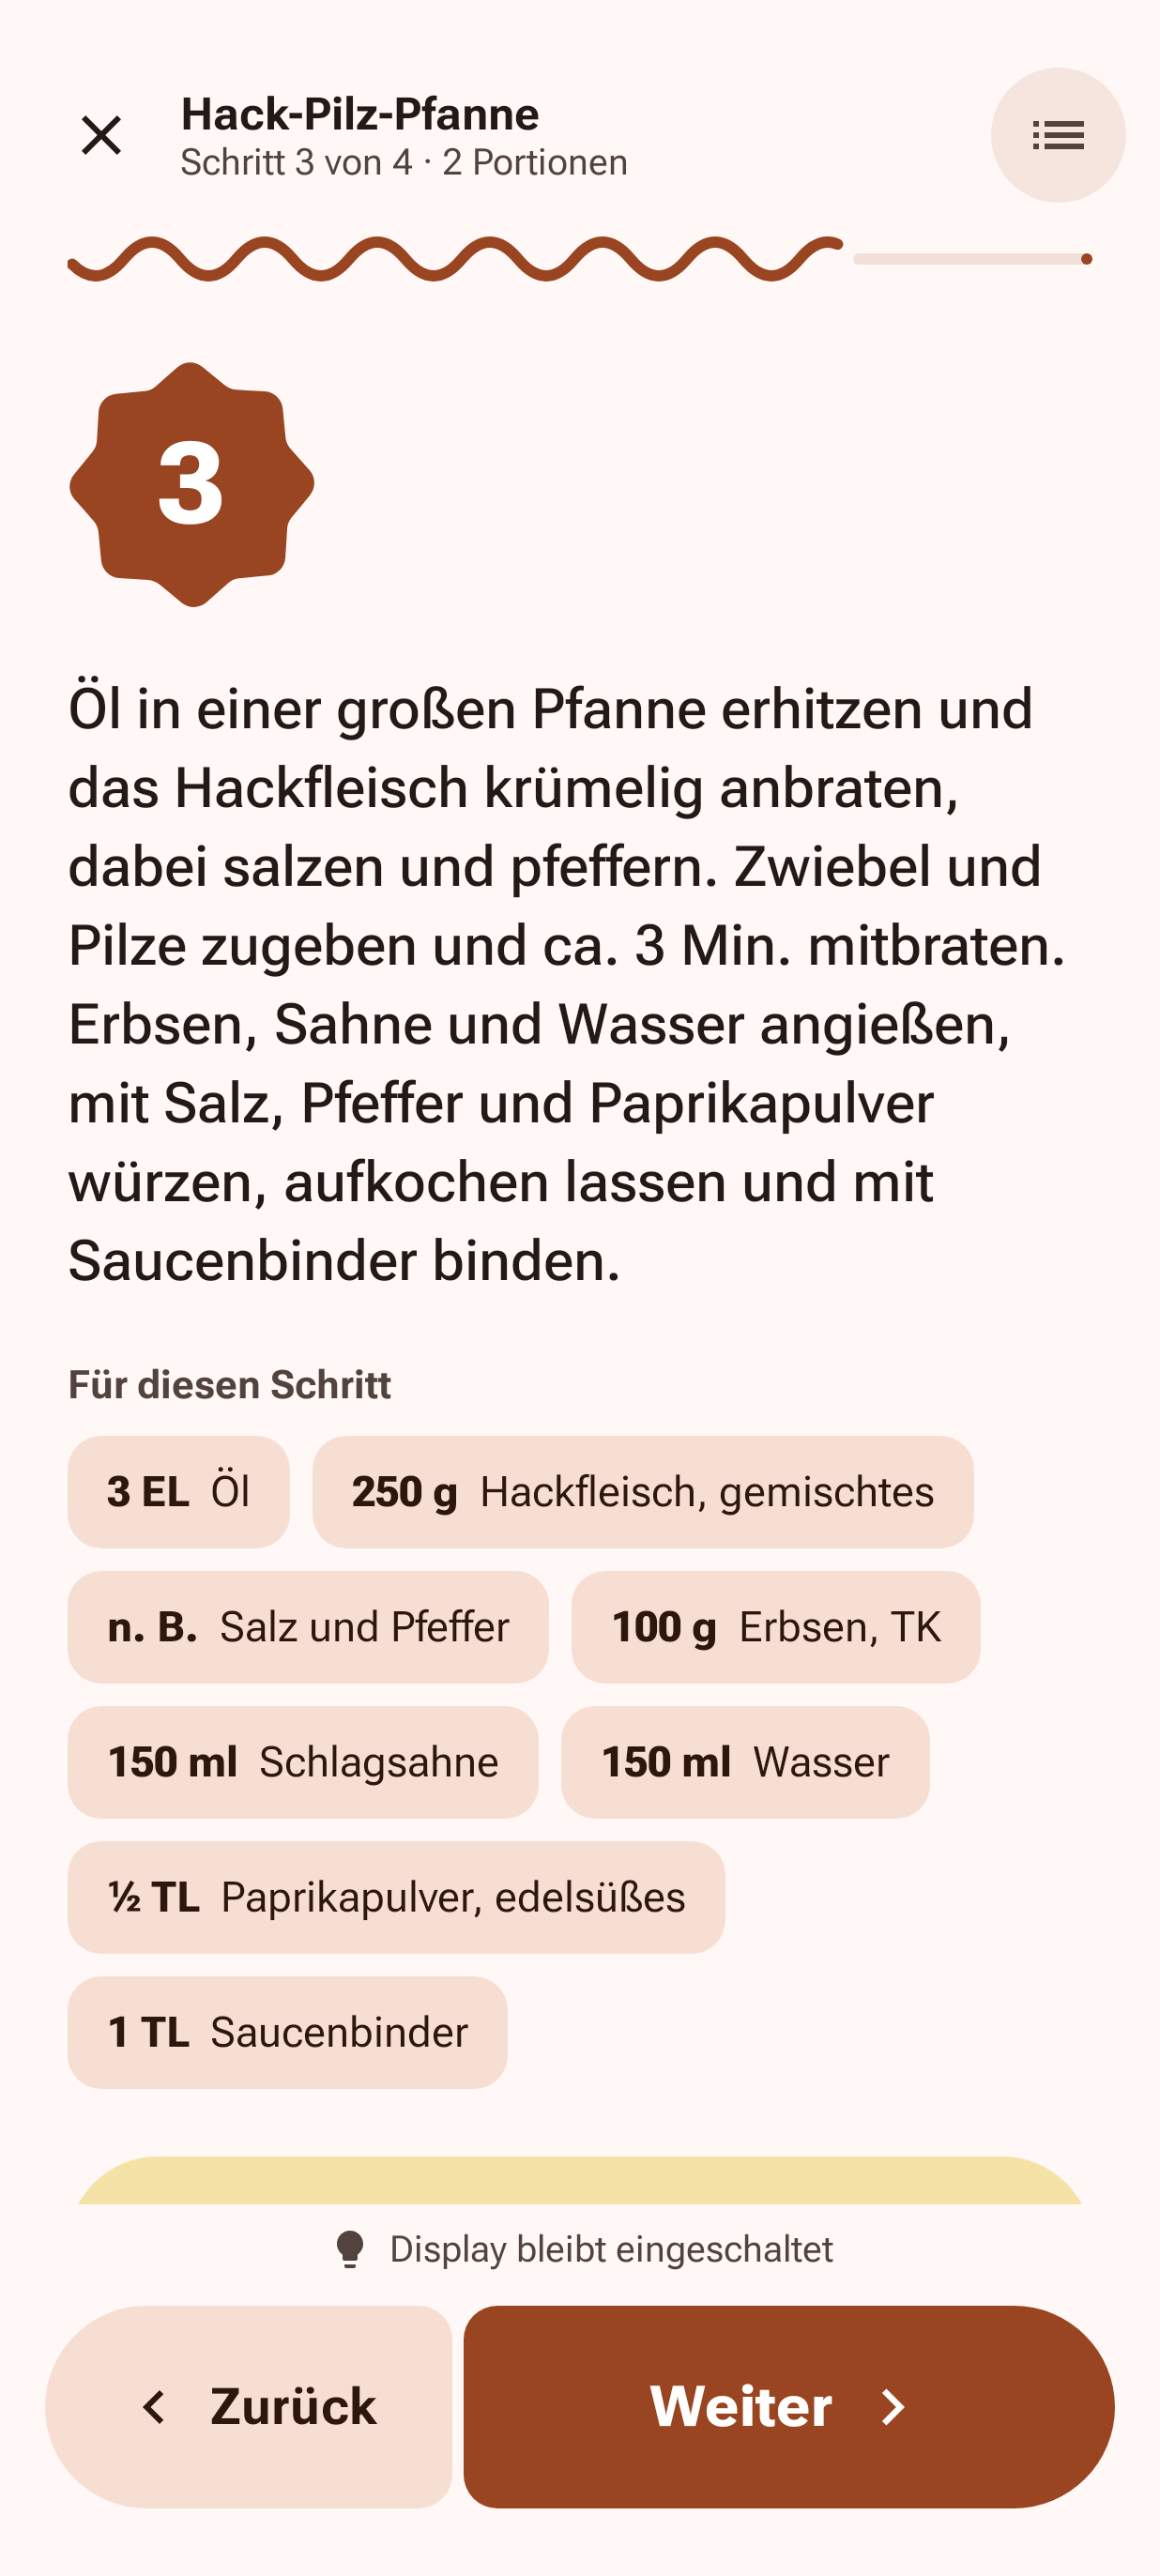 Hack-Pilz-Pfanne
Schritt 3 von 4 · 2 Portionen
3
Öl in einer großen Pfanne erhitzen und
das Hackfleisch krümelig anbraten,
dabei salzen und pfeffern. Zwiebel und
Pilze zugeben und ca. 3 Min. mitbraten.
Erbsen, Sahne und Wasser angießen,
mit Salz, Pfeffer und Paprikapulver
würzen, aufkochen lassen und mit
Saucenbinder binden.
Für diesen Schritt
3 EL Öl
250 g Hackfleisch, gemischtes
n. B. Salz und Pfeffer
100 g Erbsen, TK
150 ml Schlagsahne
150 ml Wasser
½ TL Paprikapulver, edelsüßes
1 TL Saucenbinder
Display bleibt eingeschaltet
Zurück
Weiter